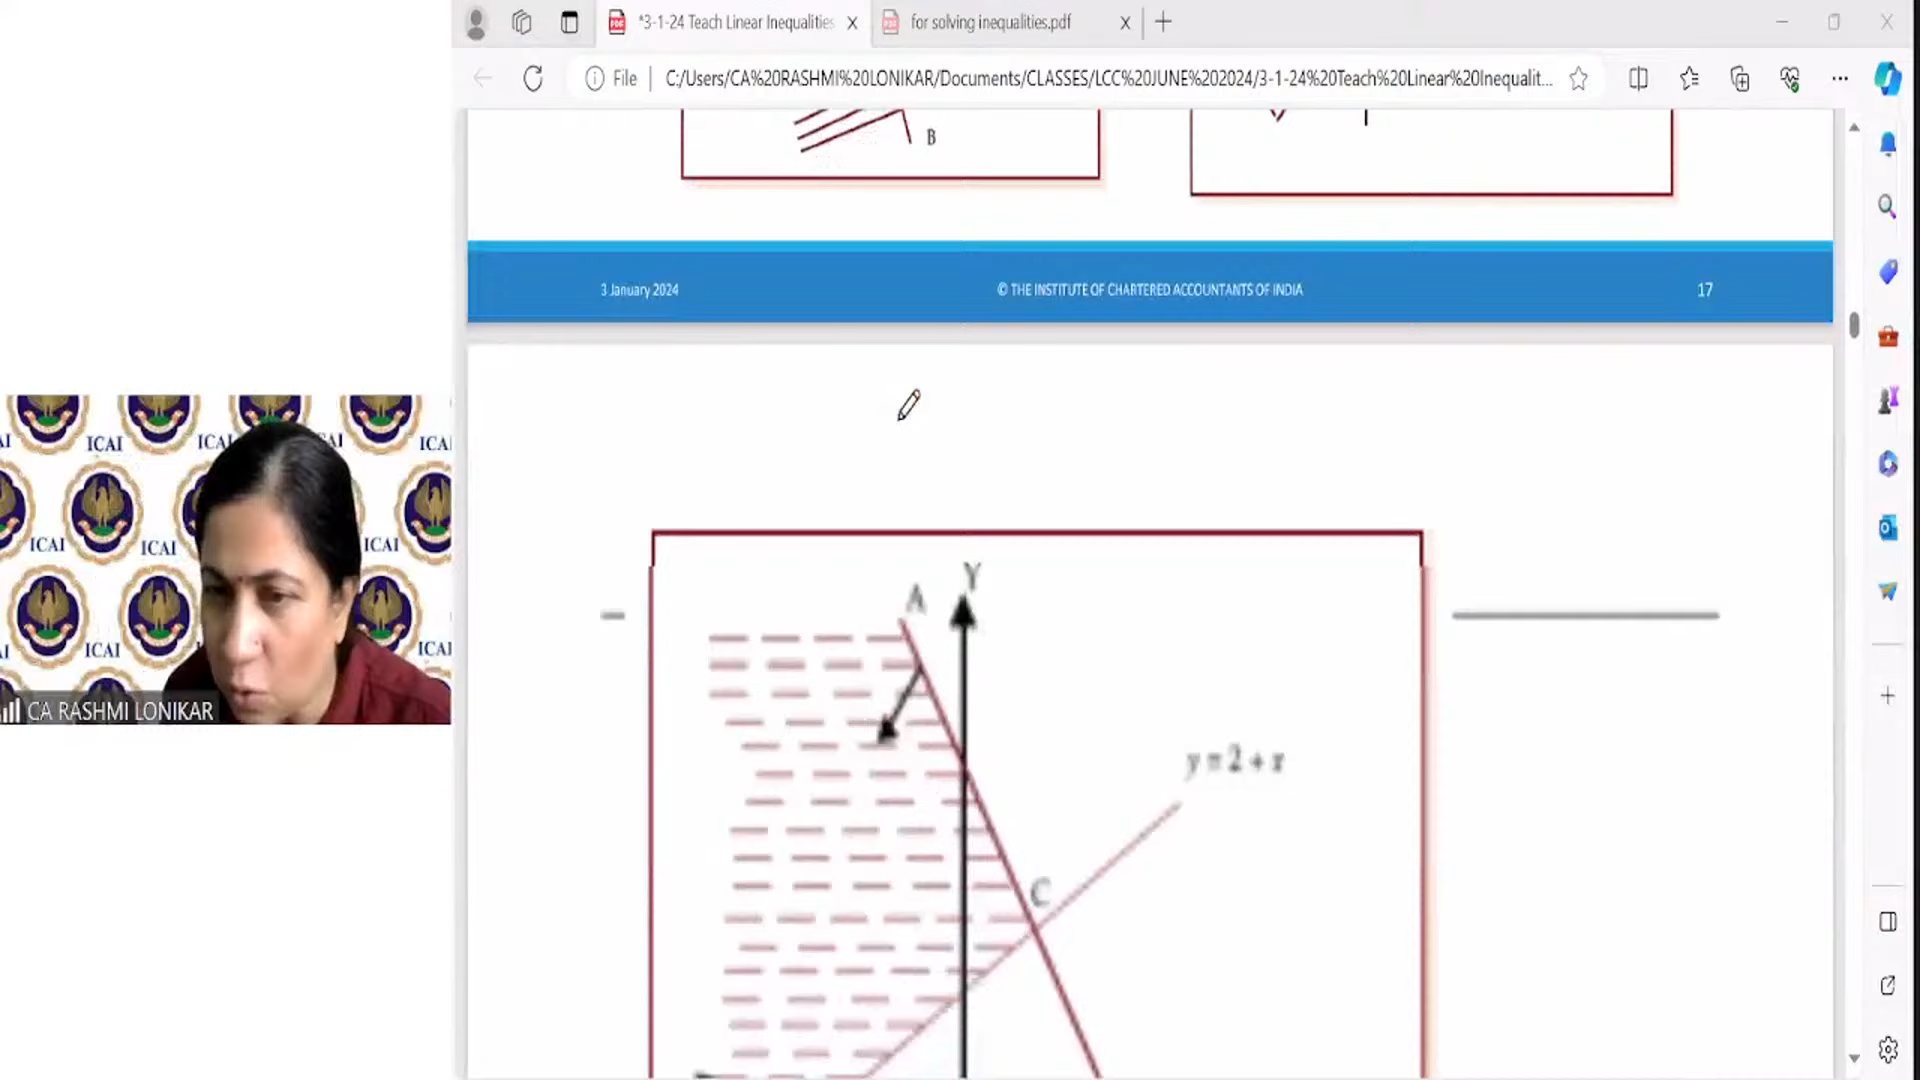 *3-1-24 Teach Linear Inequalities
for solving inequalities.pdf
File
C:/Users/CA%20RASHMI%20LONIKAR/Documents/CLASSES/LCC%20JUNE%202024/3-1-24%20Teach%20Linear%20Inequalit...
B
3 January 2024
© THE INSTITUTE OF CHARTERED ACCOUNTANTS OF INDIA
17
A
Y
y = 2 + x
C
ICAI
ICAI
ICAI
ICAI
ICAI
ICAI
ICAI
CA RASHMI LONIKAR